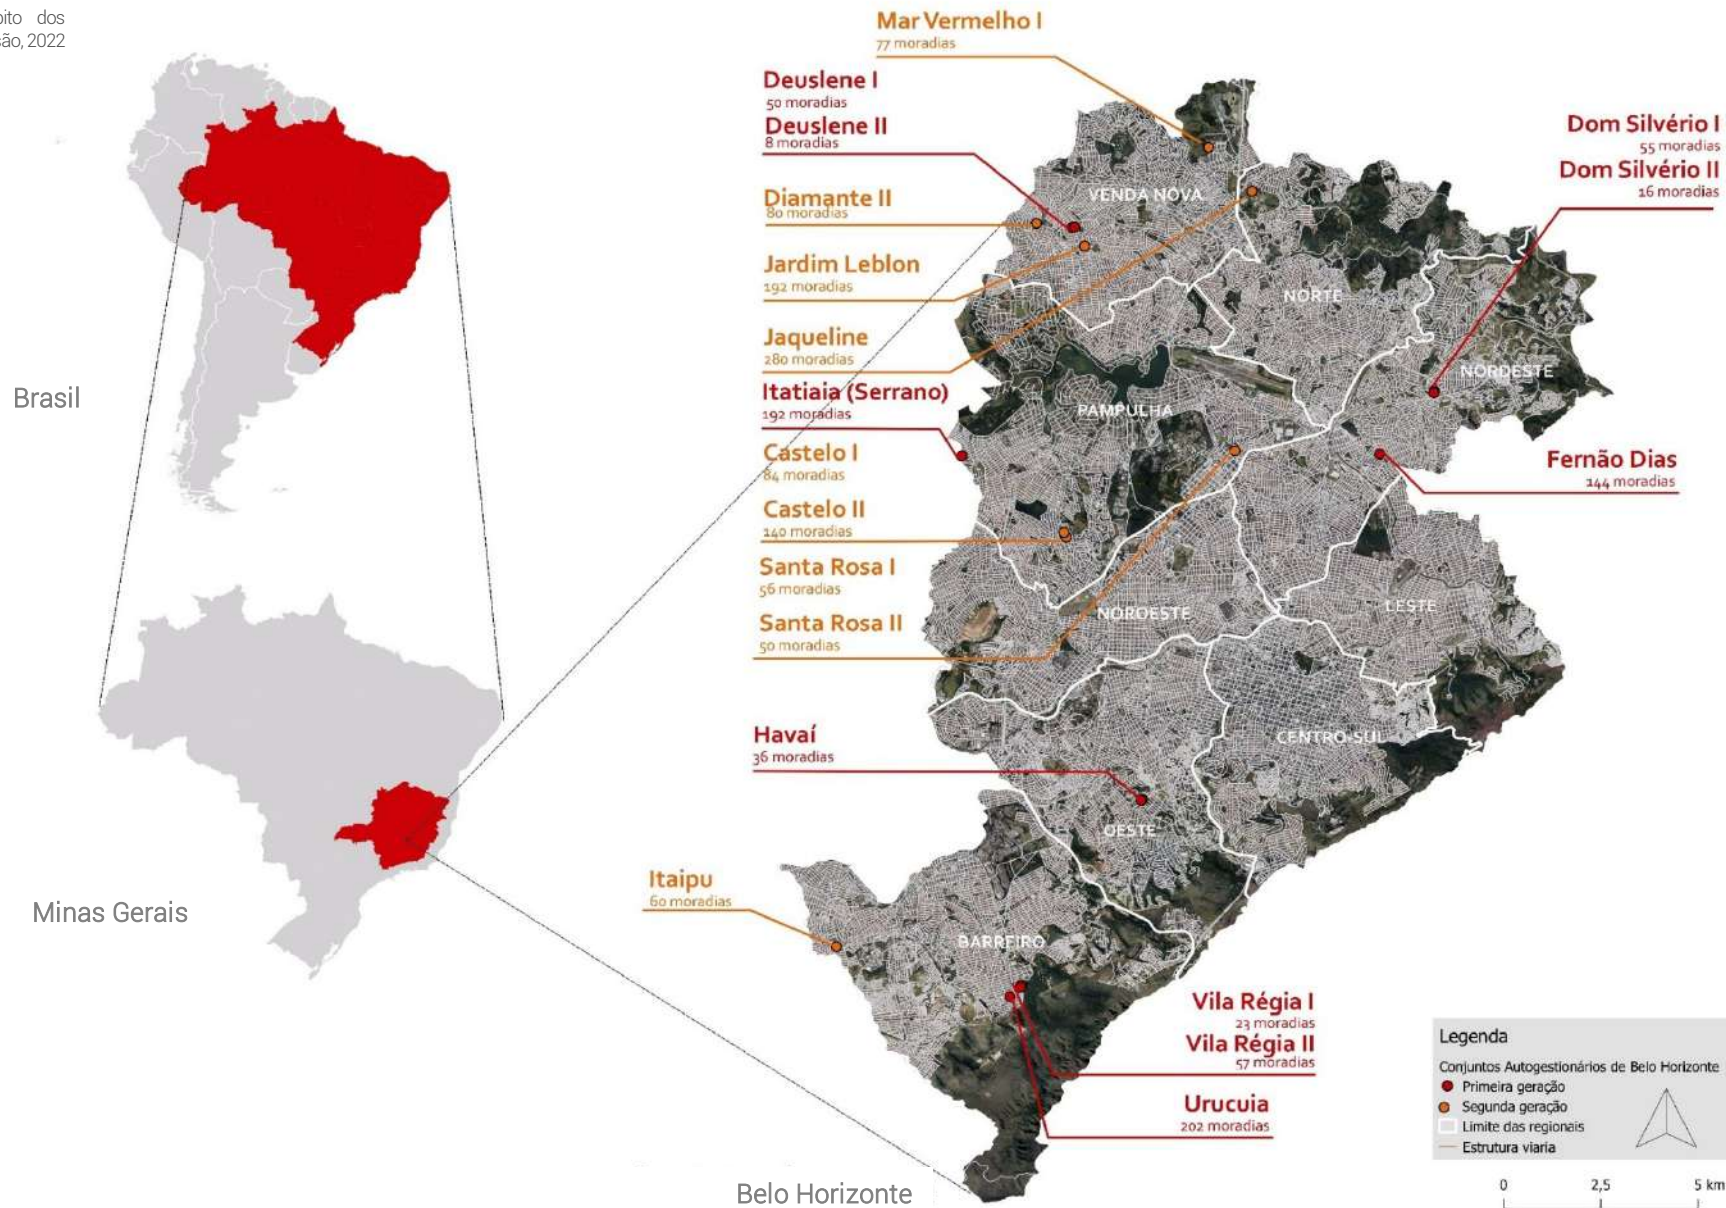 dos
são, 2022
Mar Vermelho I
77 moradias
Deuslene I
50 moradias
Deuslene II
8 moradias
Dom Silvério I
55 moradias
Dom Silvério II
16 moradias
Diamante II
80 moradias
Jardim Leblon
192 moradias
Jaqueline
280 moradias
Itatiaia (Serrano)
192 moradias
Castelo I
84 moradias
Castelo II
140 moradias
Santa Rosa I
56 moradias
Santa Rosa II
50 moradias
Fernão Dias
144 moradias
Havaí
36 moradias
Itaipu
60 moradias
Vila Régia I
23 moradias
Vila Régia II
57 moradias
Urucuia
202 moradias
VENDA NOVA
NORTE
NORDESTE
PAMPULHA
NOROESTE
LESTE
CENTRO-SUL
OESTE
BARREIRO
Brasil
Minas Gerais
Belo Horizonte
Legenda
Conjuntos Autogestionários de Belo Horizonte
Primeira geração
Segunda geração
Limite das regionais
Estrutura viaria
0 2,5 5 km